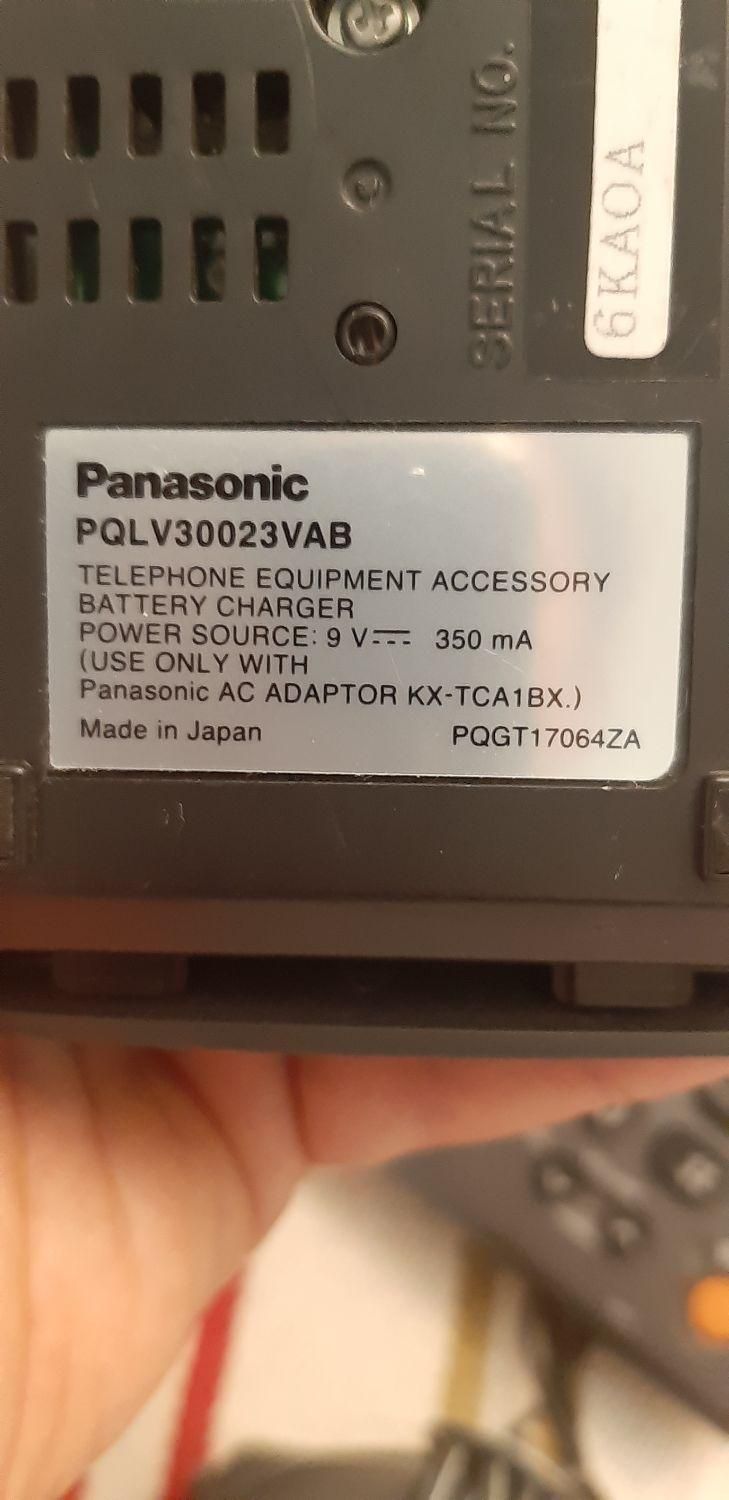 SERIAL NO.
6KAOA
Panasonic
PQLV30023VAB
TELEPHONE EQUIPMENT ACCESSORY
BATTERY CHARGER
POWER SOURCE: 9 V⎓ 350 mA
(USE ONLY WITH
Panasonic AC ADAPTOR KX-TCA1BX.)
Made in Japan PQGT17064ZA